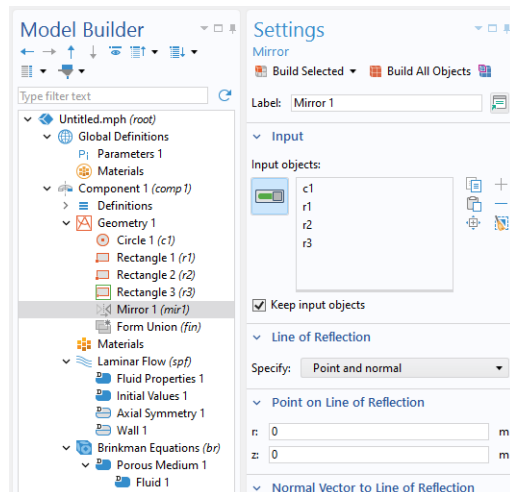 Model Builder
Type filter text
Untitled.mph (root)
Global Definitions
Pi Parameters 1
Materials
Component 1 (comp1)
Definitions
Geometry 1
Circle 1 (c1)
Rectangle 1 (r1)
Rectangle 2 (r2)
Rectangle 3 (r3)
Mirror 1 (mir1)
Form Union (fin)
Materials
Laminar Flow (spf)
Fluid Properties 1
Initial Values 1
Axial Symmetry 1
Wall 1
Brinkman Equations (br)
Porous Medium 1
Fluid 1
Settings
Mirror
Build Selected
Build All Objects
Label: Mirror 1
Input
Input objects:
c1
r1
r2
r3
Keep input objects
Line of Reflection
Specify: Point and normal
Point on Line of Reflection
r: 0 m
z: 0 m
Normal Vector to Line of Reflection